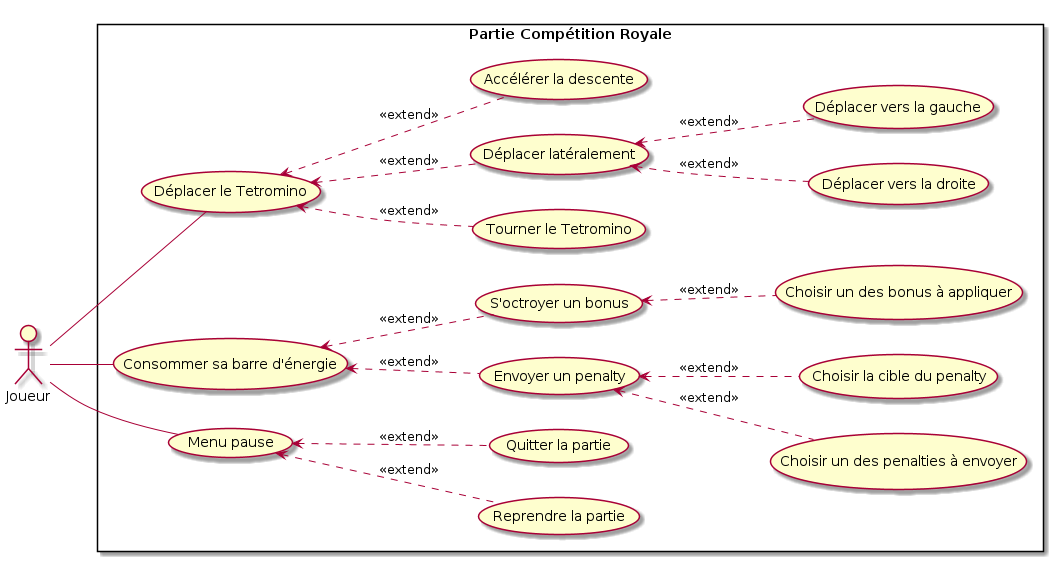 Partie Compétition Royale
Accélérer la descente
«extend»
Déplacer vers la gauche
«extend»
Déplacer latéralement
«extend»
«extend»
Déplacer vers la droite
Déplacer le Tetromino
«extend»
Tourner le Tetromino
«extend»
Choisir un des bonus à appliquer
S'octroyer un bonus
«extend»
Consommer sa barre d'énergie
«extend»
Envoyer un penalty
«extend»
Choisir la cible du penalty
«extend»
Joueur
Menu pause
«extend»
Quitter la partie
Choisir un des penalties à envoyer
«extend»
Reprendre la partie